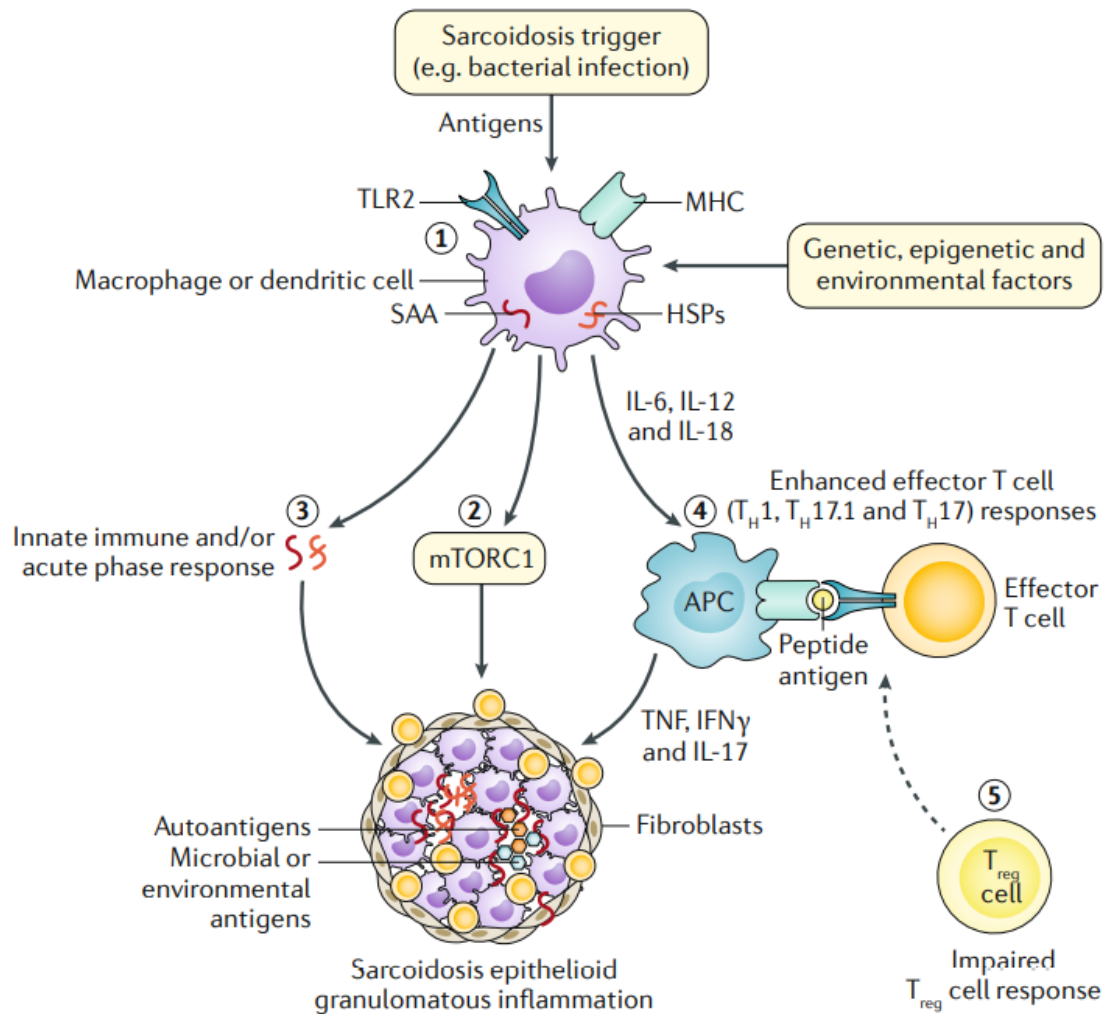 Sarcoidosis trigger
(e.g. bacterial infection)
Antigens
TLR2
MHC
1
Macrophage or dendritic cell
Genetic, epigenetic and
environmental factors
SAA
HSPs
IL-6, IL-12
and IL-18
3
Innate immune and/or
acute phase response
2
mTORC1
4
Enhanced effector T cell
(TH1, TH17.1 and TH17) responses
APC
Peptide
antigen
Effector
T cell
TNF, IFNγ
and IL-17
5
Treg
cell
Impaired
Treg cell response
Autoantigens
Microbial or
environmental
antigens
Fibroblasts
Sarcoidosis epithelioid
granulomatous inflammation